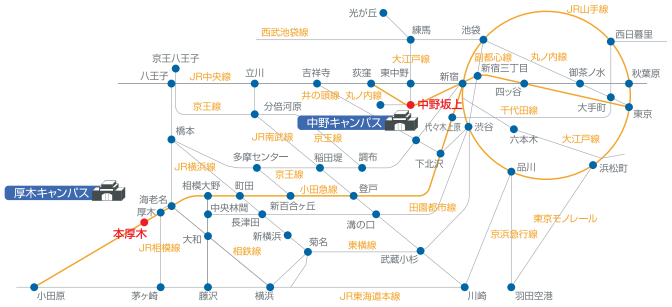 光が丘
JR山手線
西武池袋線
練馬
池袋
西日暮里
京王八王子
大江戸線
副都心線
丸ノ内線
八王子
JR中央線
立川
吉祥寺
荻窪
東中野
新宿
新宿三丁目
御茶ノ水
秋葉原
井の頭線
丸ノ内線
四ッ谷
京王線
分倍河原
中野坂上
千代田線
大手町
東京
中野キャンパス
代々木上原
渋谷
橋本
JR南武線
京王線
六本木
大江戸線
多摩センター
稲田堤
調布
下北沢
JR横浜線
京王線
品川
浜松町
厚木キャンパス
相模大野
町田
小田急線
登戸
海老名
新百合ヶ丘
厚木
中央林間
田園都市線
長津田
溝の口
東京モノレール
本厚木
大和
新横浜
菊名
京浜急行線
JR相模線
相鉄線
東横線
武蔵小杉
小田原
茅ヶ崎
藤沢
横浜
JR東海道本線
川崎
羽田空港